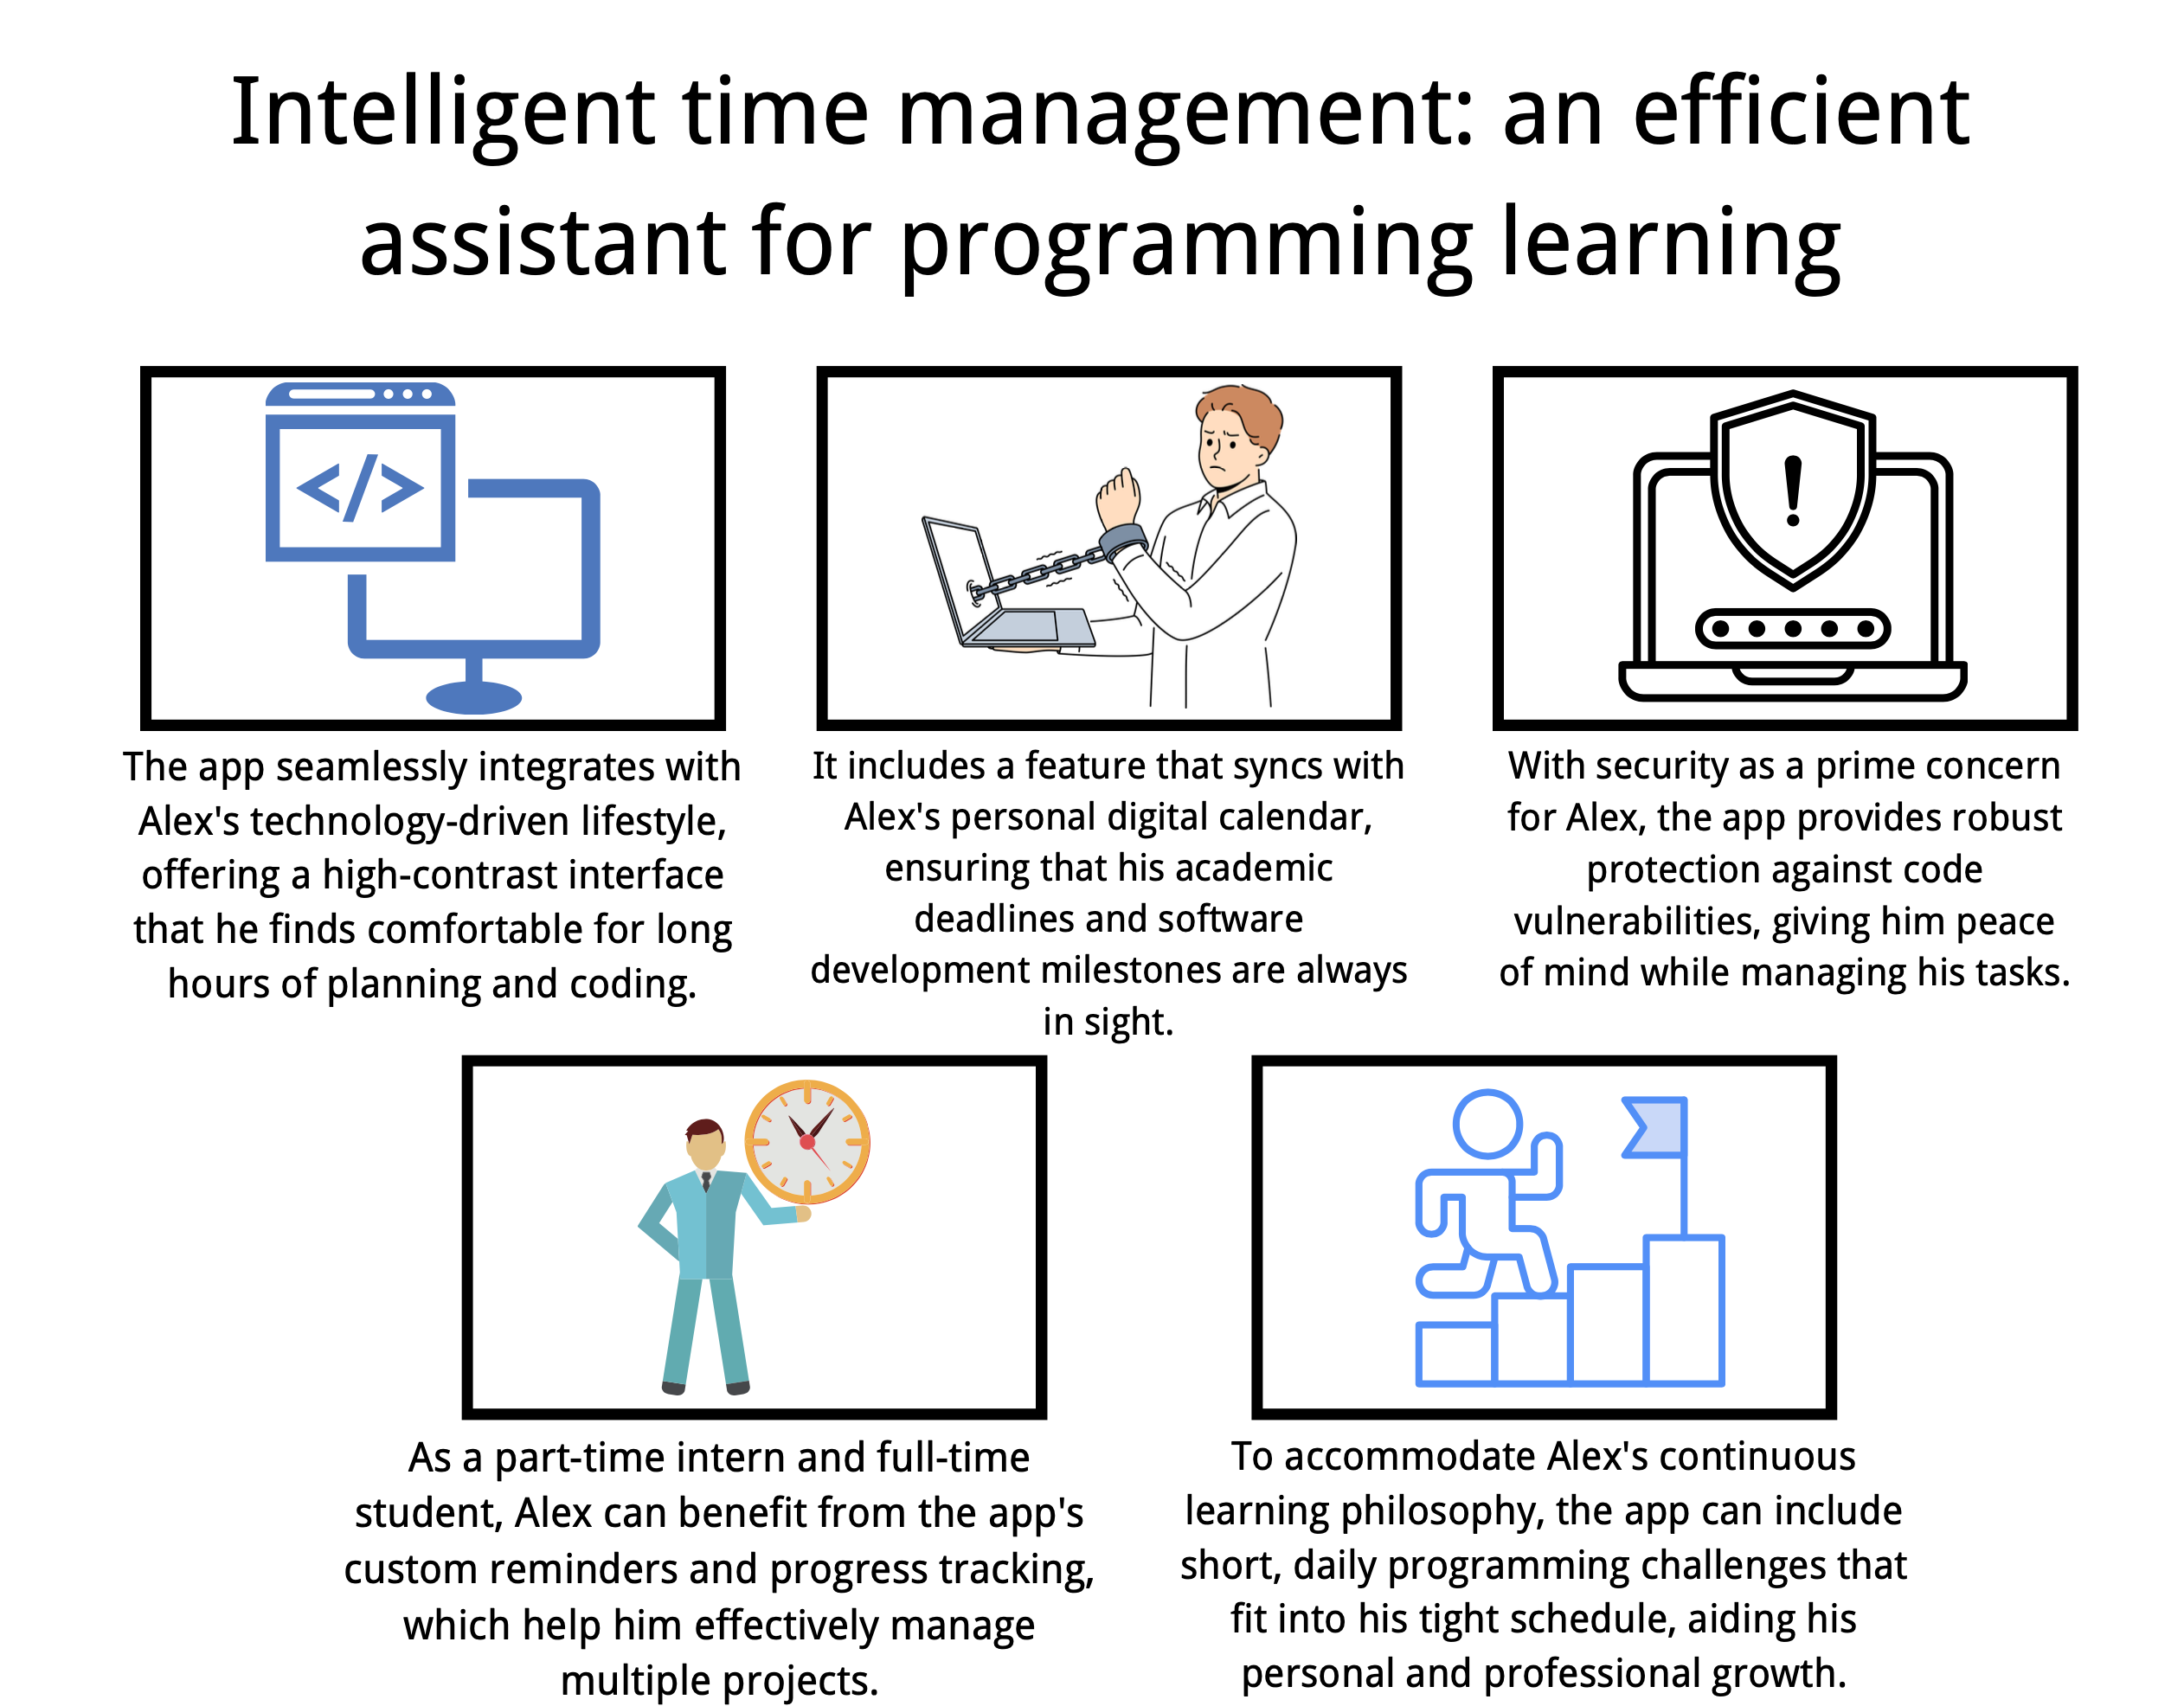 Intelligent time management: an efficient
assistant for programming learning
</>
The app seamlessly integrates with
Alex's technology-driven lifestyle,
offering a high-contrast interface
that he finds comfortable for long
hours of planning and coding.
It includes a feature that syncs with
Alex's personal digital calendar,
ensuring that his academic
deadlines and software
development milestones are always
in sight.
!
With security as a prime concern
for Alex, the app provides robust
protection against code
vulnerabilities, giving him peace
of mind while managing his tasks.
As a part-time intern and full-time
student, Alex can benefit from the app's
custom reminders and progress tracking,
which help him effectively manage
multiple projects.
To accommodate Alex's continuous
learning philosophy, the app can include
short, daily programming challenges that
fit into his tight schedule, aiding his
personal and professional growth.